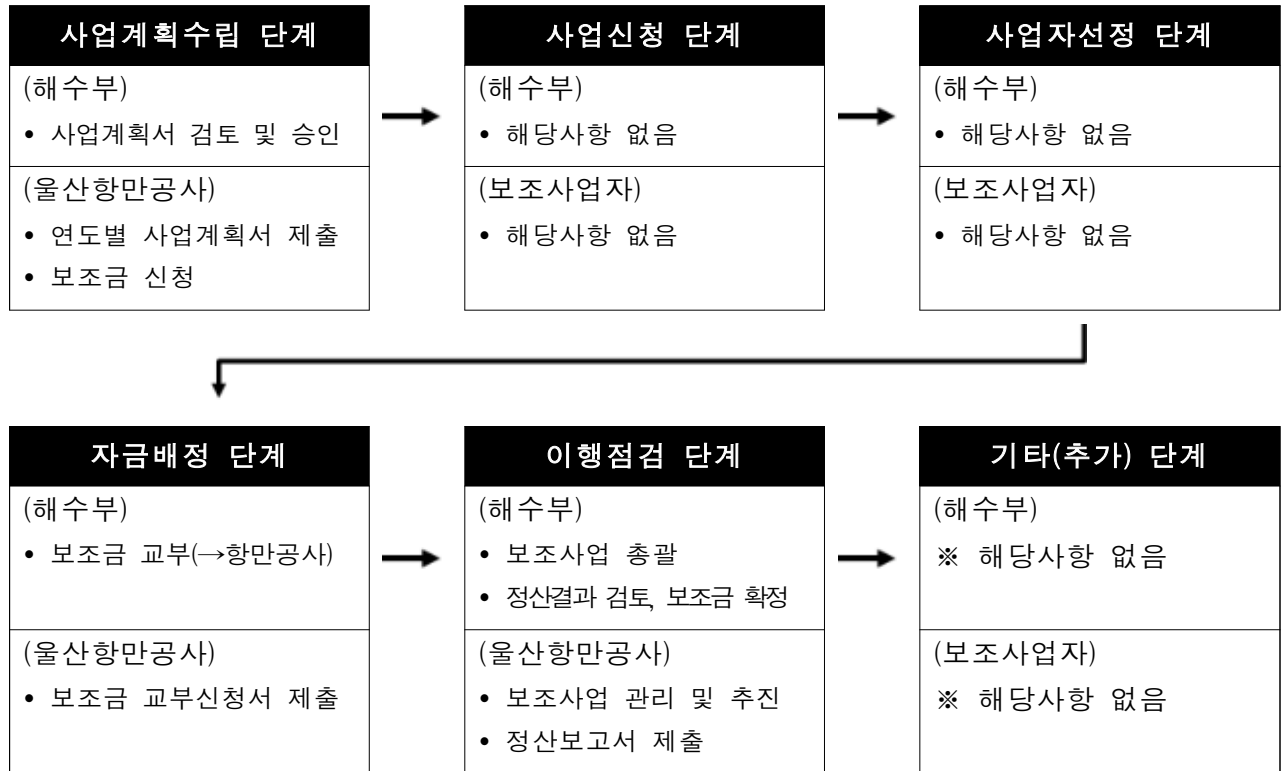 사업계획수립 단계
(해수부)
• 사업계획서 검토 및 승인
(울산항만공사)
• 연도별 사업계획서 제출
• 보조금 신청
사업신청 단계
(해수부)
• 해당사항 없음
(보조사업자)
• 해당사항 없음
사업자선정 단계
(해수부)
• 해당사항 없음
(보조사업자)
• 해당사항 없음
자금배정 단계
(해수부)
• 보조금 교부(→항만공사)
(울산항만공사)
• 보조금 교부신청서 제출
이행점검 단계
(해수부)
• 보조사업 총괄
• 정산결과 검토, 보조금 확정
(울산항만공사)
• 보조사업 관리 및 추진
• 정산보고서 제출
기타(추가) 단계
(해수부)
※ 해당사항 없음
(보조사업자)
※ 해당사항 없음